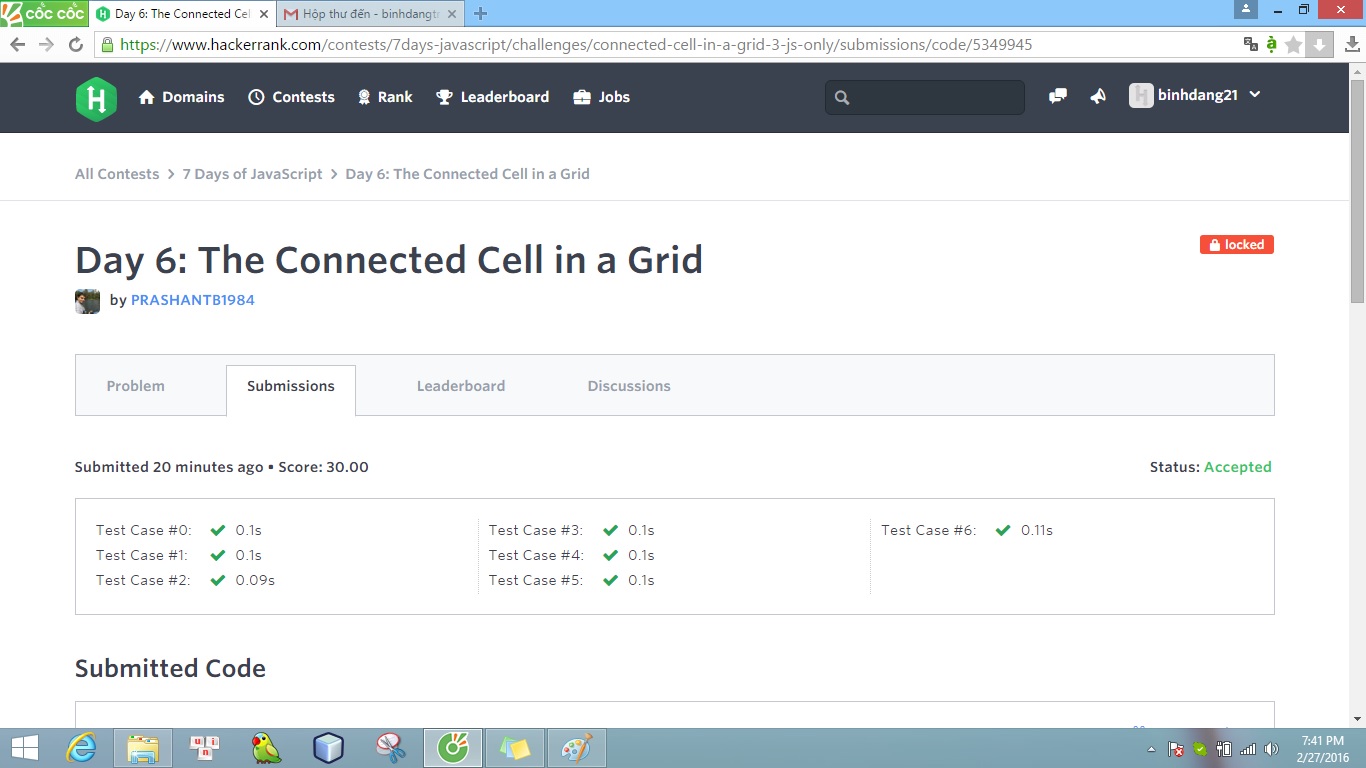 cốc cốc
Day 6: The Connected Cel
Hộp thư đến - binhdangtr
https://www.hackerrank.com/contests/7days-javascript/challenges/connected-cell-in-a-grid-3-js-only/submissions/code/5349945
Domains Contests Rank Leaderboard Jobs binhdang21
All Contests > 7 Days of JavaScript > Day 6: The Connected Cell in a Grid
Day 6: The Connected Cell in a Grid
locked
by PRASHANTB1984
Problem Submissions Leaderboard Discussions
Submitted 20 minutes ago ▪ Score: 30.00
Status: Accepted
Test Case #0: ✔ 0.1s
Test Case #1: ✔ 0.1s
Test Case #2: ✔ 0.09s
Test Case #3: ✔ 0.1s
Test Case #4: ✔ 0.1s
Test Case #5: ✔ 0.1s
Test Case #6: ✔ 0.11s
Submitted Code
7:41 PM
2/27/2016